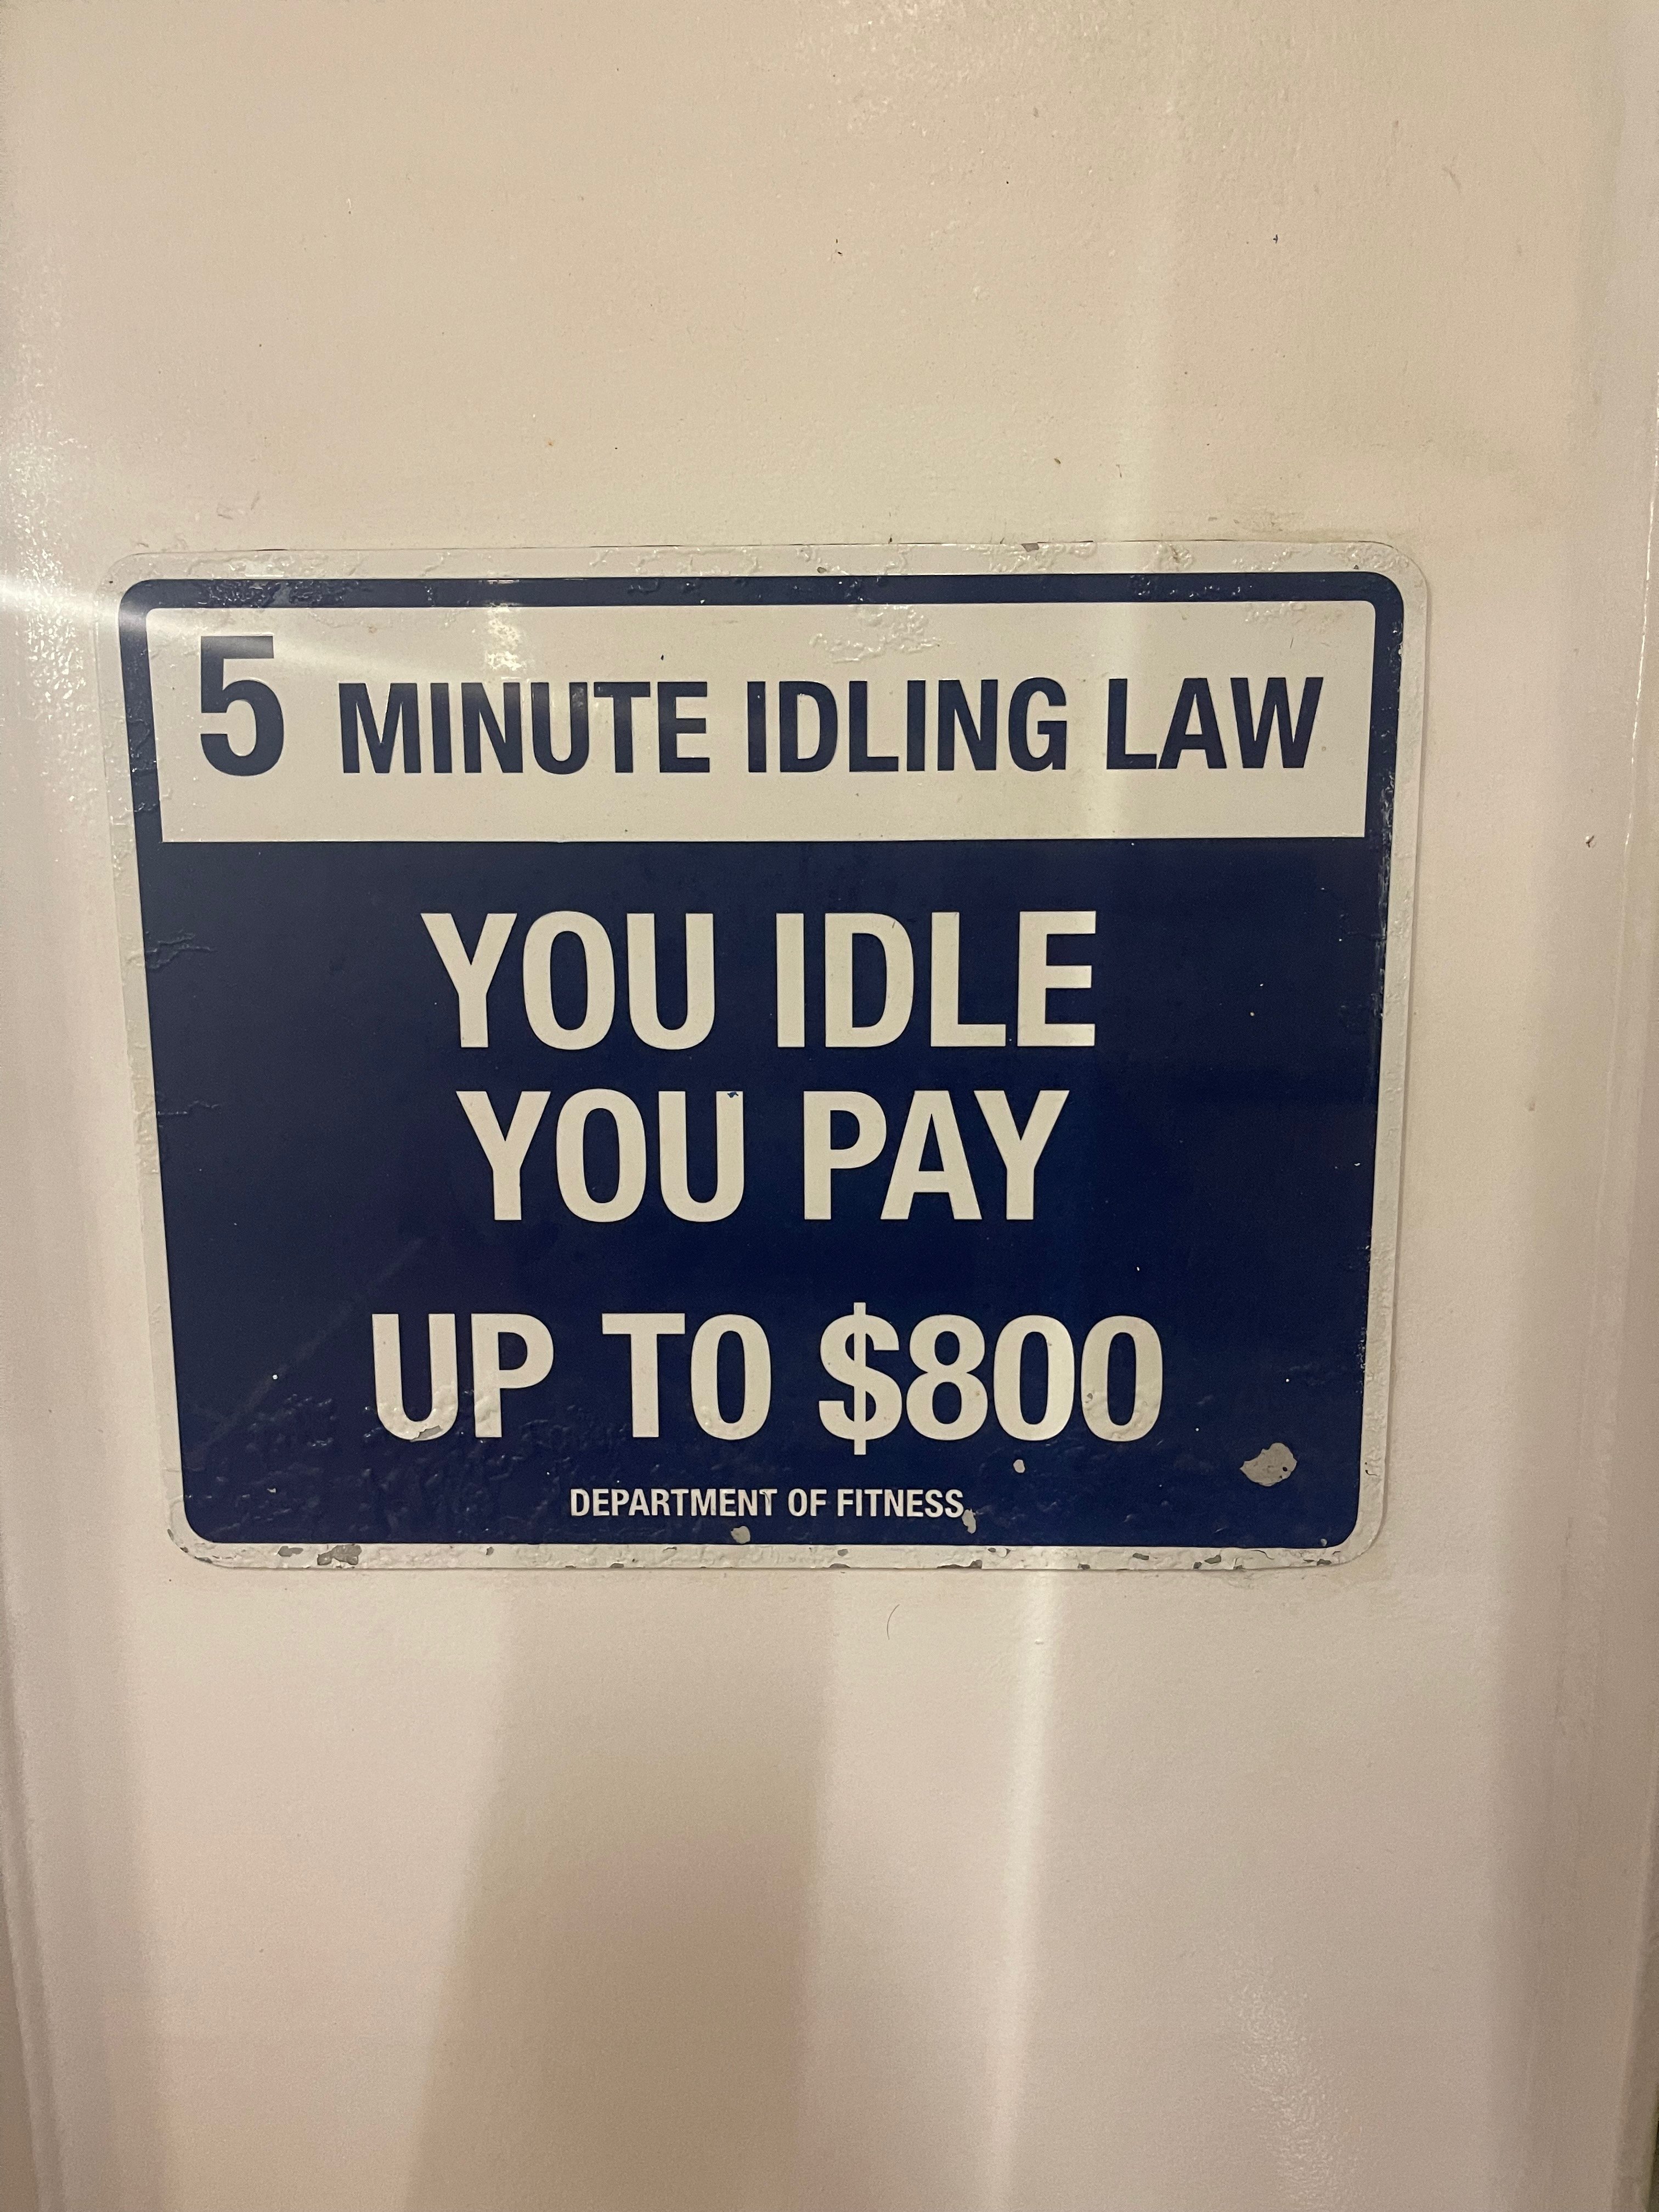 5 MINUTE IDLING LAW
YOU IDLE
YOU PAY
UP TO $800
DEPARTMENT OF FITNESS